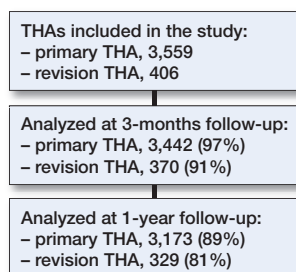 THAs included in the study:
– primary THA, 3,559
– revision THA, 406
Analyzed at 3-months follow-up:
– primary THA, 3,442 (97%)
– revision THA, 370 (91%)
Analyzed at 1-year follow-up:
– primary THA, 3,173 (89%)
– revision THA, 329 (81%)